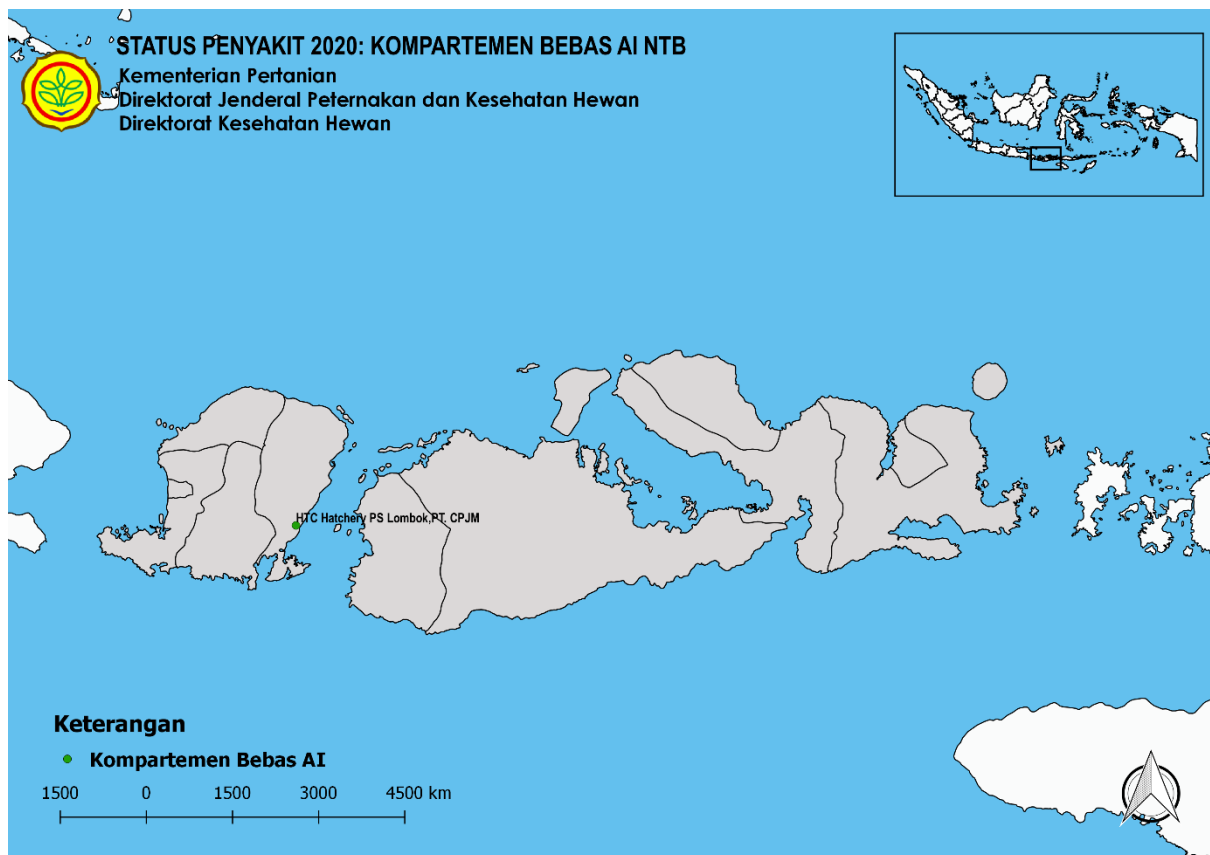 STATUS PENYAKIT 2020: KOMPARTEMEN BEBAS AI NTB
Kementerian Pertanian
Direktorat Jenderal Peternakan dan Kesehatan Hewan
Direktorat Kesehatan Hewan
HTC Hatchery PS Lombok,PT. CPJM
Keterangan
Kompartemen Bebas AI
1500 0 1500 3000 4500 km